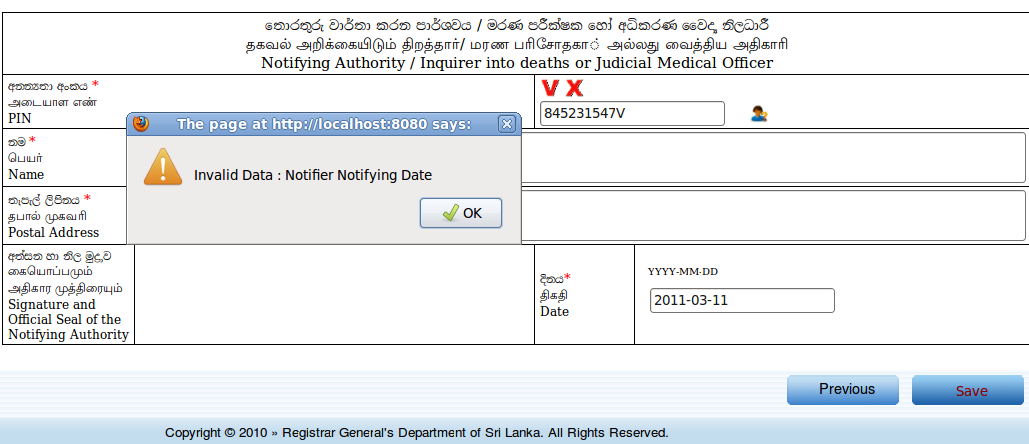 තොරතුරු වාර්තා කරන පාර්ශවය / මරණ පරීක්ෂක හෝ අධිකරණ වෛද්‍ය නිලධාරී
தகவல் அறிக்கையிடும் திறத்தார்/ மரண பரிசோதகா் அல்லது வைத்திய அதிகாரி
Notifying Authority / Inquirer into deaths or Judicial Medical Officer
අනන්‍යතා අංකය *
அடையாள எண்
PIN
V X
845231547V
The page at http://localhost:8080 says:
Invalid Data : Notifier Notifying Date
OK
නම *
பெயர்
Name
තැපැල් ලිපිනය *
தபால் முகவரி
Postal Address
අත්සන හා නිල මුද්‍රාව
கையொப்பமும்
அதிகார முத்திரையும்
Signature and
Official Seal of the
Notifying Authority
දිනය*
திகதி
Date
YYYY-MM-DD
2011-03-11
Previous
Save
Copyright © 2010 » Registrar General's Department of Sri Lanka. All Rights Reserved.